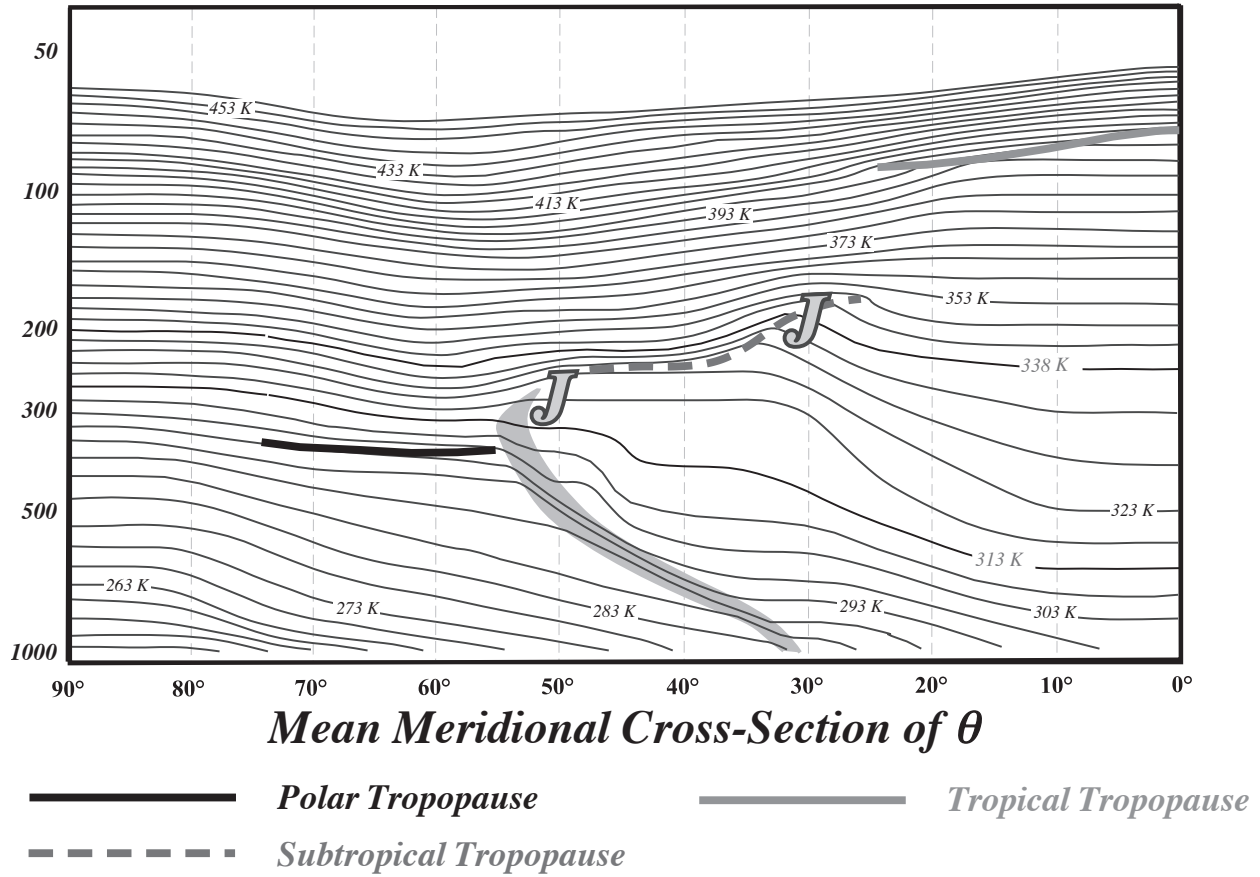 50
453 K
433 K
100
413 K
393 K
373 K
353 K
J
200
338 K
J
300
500
323 K
313 K
263 K
273 K
283 K
293 K
303 K
1000
90° 80° 70° 60° 50° 40° 30° 20° 10° 0°
Mean Meridional Cross-Section of θ
Polar Tropopause
Tropical Tropopause
Subtropical Tropopause